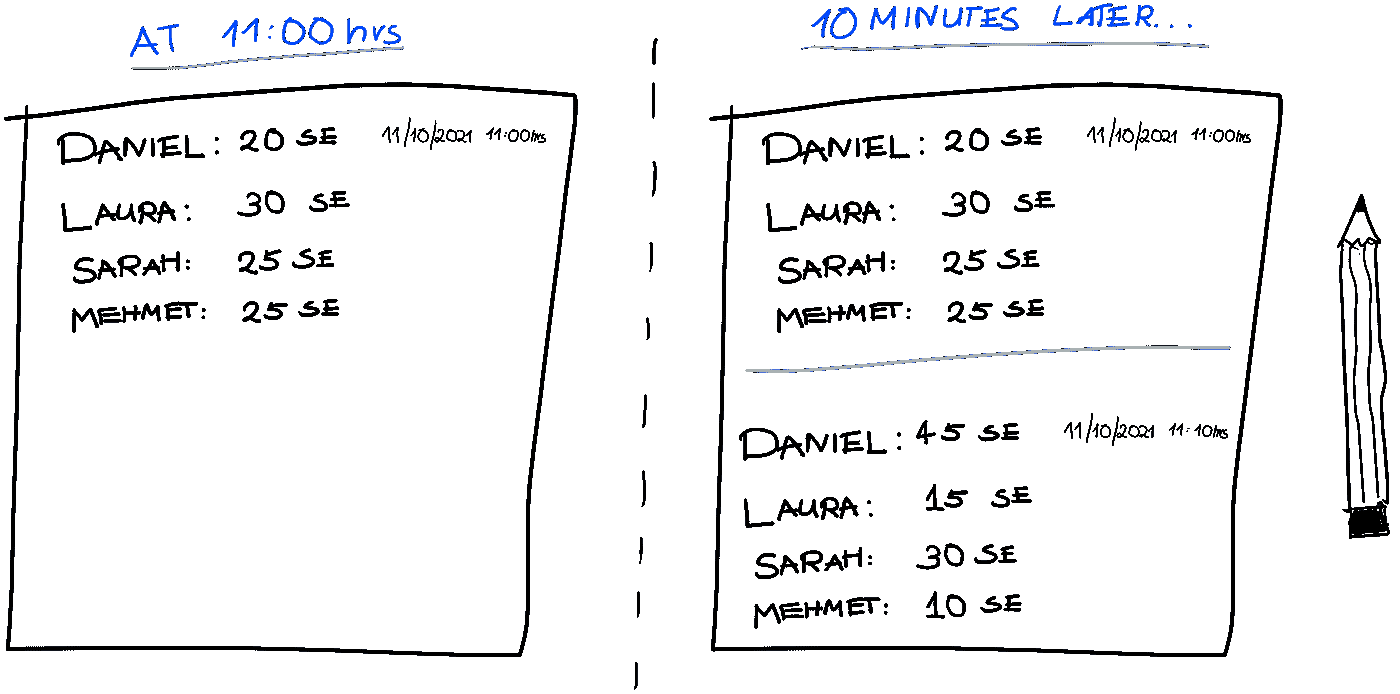 AT 11:00 hrs
DANIEL: 20 SE 11/10/2021 11:00hrs
LAURA: 30 SE
SARAH: 25 SE
MEHMET: 25 SE
10 MINUTES LATER...
DANIEL: 20 SE 11/10/2021 11:00hrs
LAURA: 30 SE
SARAH: 25 SE
MEHMET: 25 SE
DANIEL: 45 SE 11/10/2021 11:10hrs
LAURA: 15 SE
SARAH: 30 SE
MEHMET: 10 SE